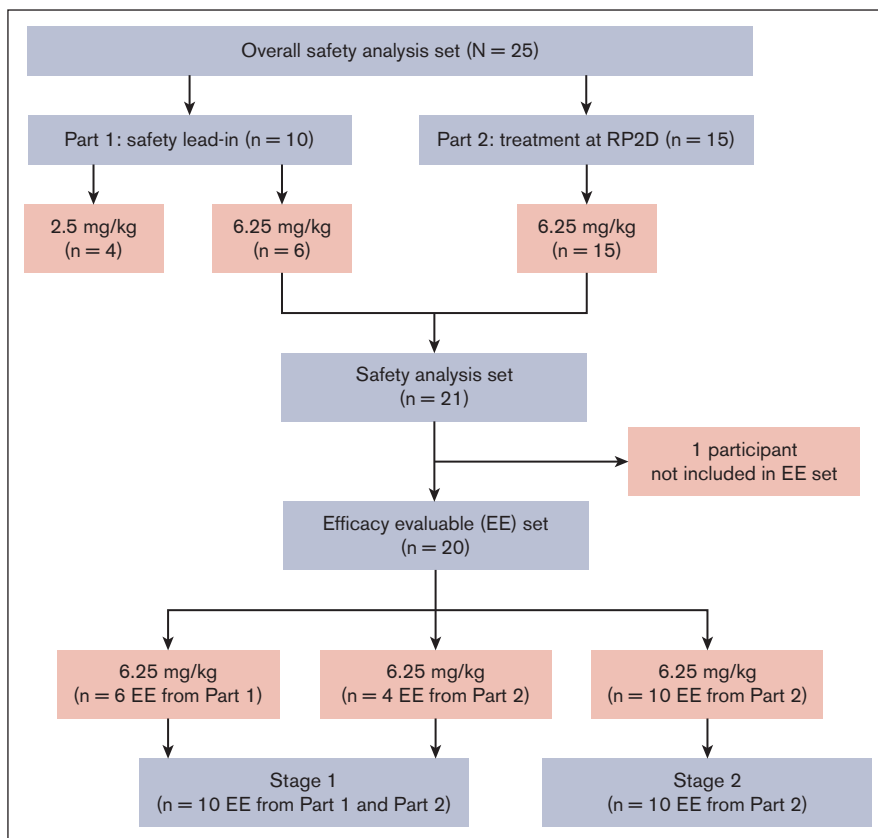 Overall safety analysis set (N = 25)
Part 1: safety lead-in (n = 10)
Part 2: treatment at RP2D (n = 15)
2.5 mg/kg
(n = 4)
6.25 mg/kg
(n = 6)
6.25 mg/kg
(n = 15)
Safety analysis set
(n = 21)
1 participant
not included in EE set
Efficacy evaluable (EE) set
(n = 20)
6.25 mg/kg
(n = 6 EE from Part 1)
6.25 mg/kg
(n = 4 EE from Part 2)
6.25 mg/kg
(n = 10 EE from Part 2)
Stage 1
(n = 10 EE from Part 1 and Part 2)
Stage 2
(n = 10 EE from Part 2)